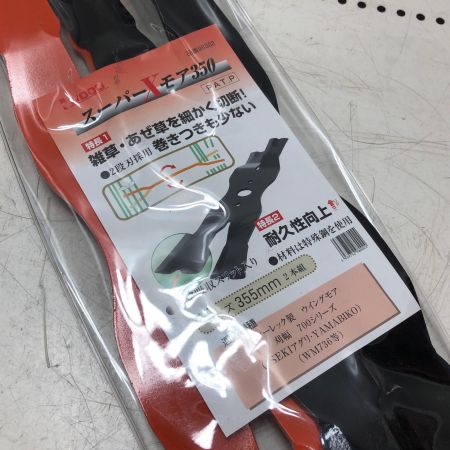 スーパーXモア350
PAT.P
特長1
雑草・あぜ草を細かく切断!
巻きつきも少ない
●2段刃採用
特長2
耐久性向上
●材料は特殊鋼を使用
355mm
2本組
ウイングモア
刈幅 700シリーズ
YAMABIKO)
(WM736等)